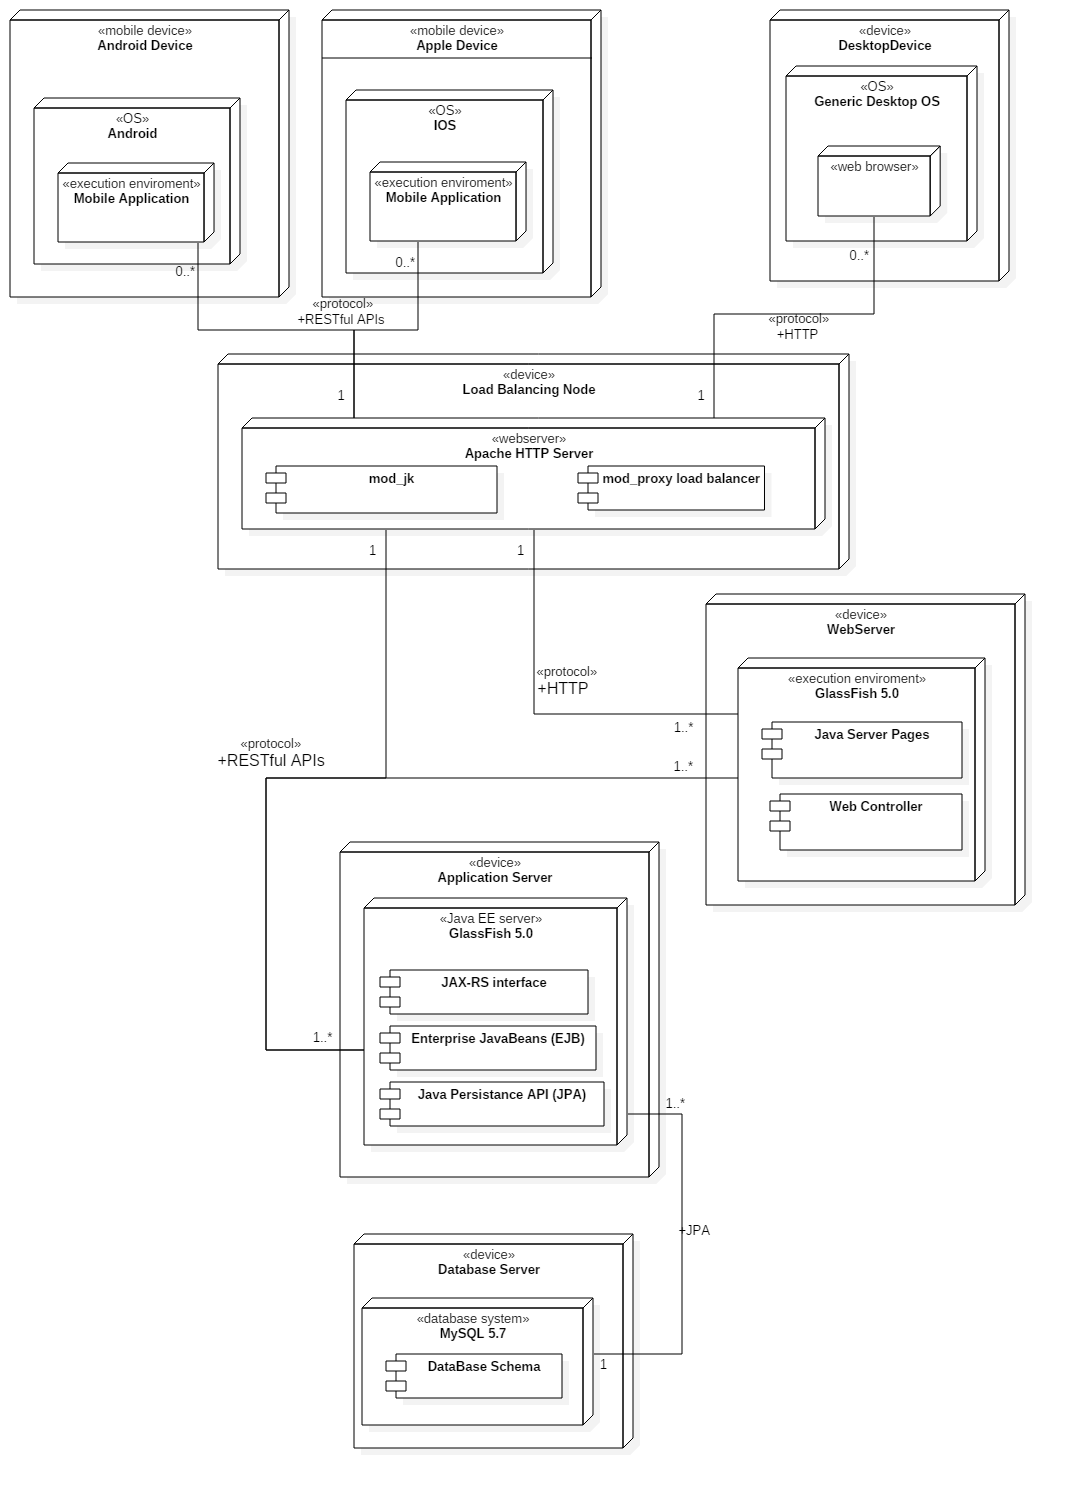 «mobile device»
Android Device
«OS»
Android
«execution enviroment»
Mobile Application
0..*
«mobile device»
Apple Device
«OS»
IOS
«execution enviroment»
Mobile Application
0..*
«device»
DesktopDevice
«OS»
Generic Desktop OS
«web browser»
0..*
«protocol»
+RESTful APIs
«protocol»
+HTTP
«device»
Load Balancing Node
1
1
«webserver»
Apache HTTP Server
mod_jk
mod_proxy load balancer
1
1
«device»
WebServer
«execution enviroment»
GlassFish 5.0
Java Server Pages
Web Controller
«protocol»
+HTTP
1..*
«protocol»
+RESTful APIs
1..*
«device»
Application Server
«Java EE server»
GlassFish 5.0
JAX-RS interface
Enterprise JavaBeans (EJB)
Java Persistance API (JPA)
1..*
1..*
+JPA
«device»
Database Server
«database system»
MySQL 5.7
DataBase Schema
1